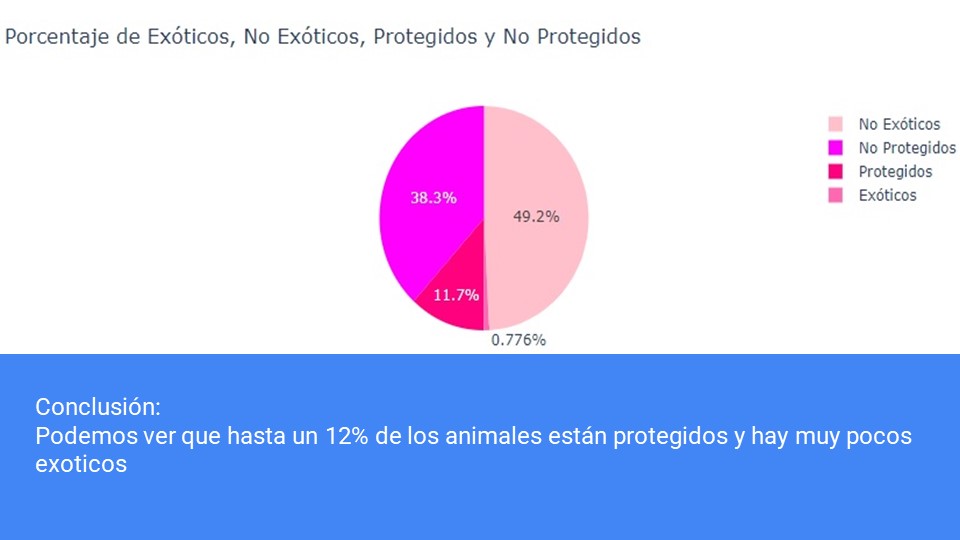 Porcentaje de Exóticos, No Exóticos, Protegidos y No Protegidos
No Exóticos
No Protegidos
Protegidos
Exóticos
38.3%
49.2%
11.7%
0.776%
Conclusión:
Podemos ver que hasta un 12% de los animales están protegidos y hay muy pocos
exoticos